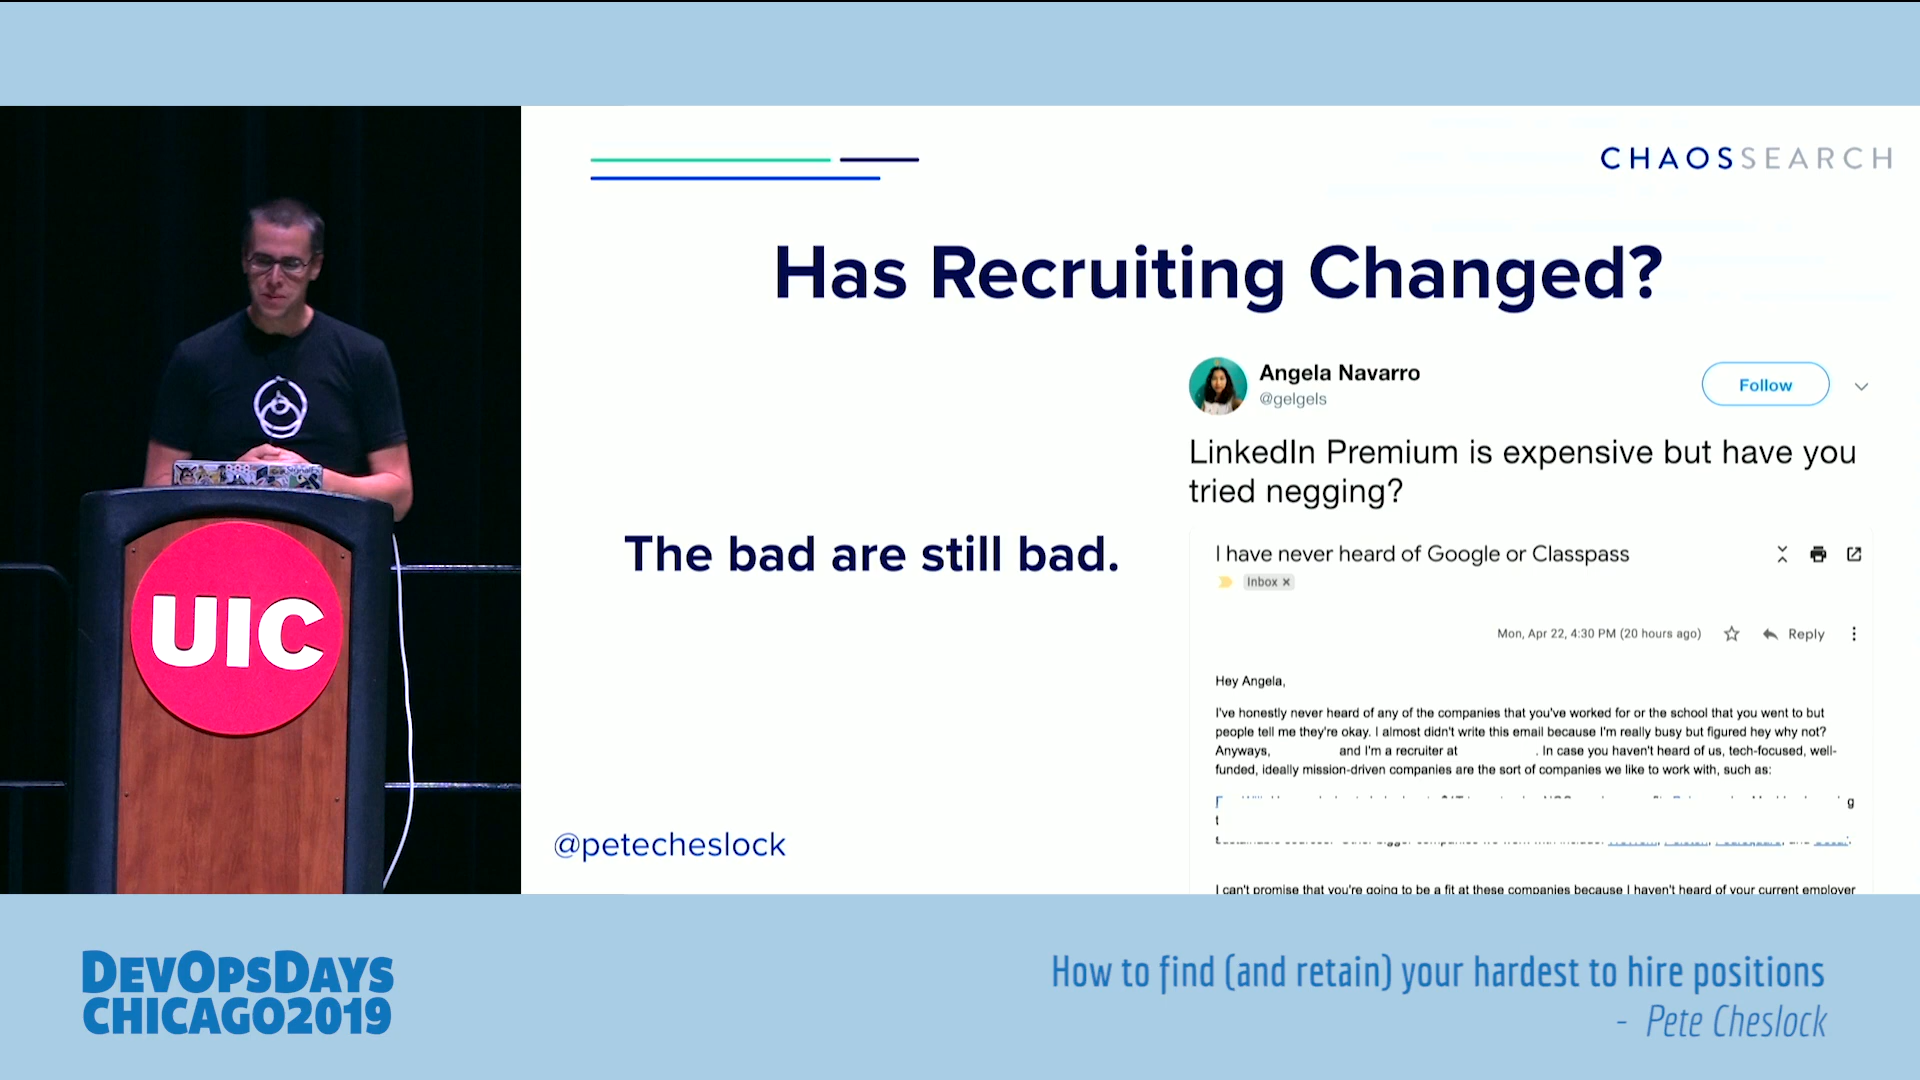 CHAOSSEARCH
Has Recruiting Changed?
The bad are still bad.
@petecheslock
Angela Navarro
@gelgels
Follow
LinkedIn Premium is expensive but have you
tried negging?
I have never heard of Google or Classpass
Inbox ×
Mon, Apr 22, 4:30 PM (20 hours ago)
Reply
Hey Angela,
I've honestly never heard of any of the companies that you've worked for or the school that you went to but
people tell me they're okay. I almost didn't write this email because I'm really busy but figured hey why not?
Anyways, and I'm a recruiter at . In case you haven't heard of us, tech-focused, well-
funded, ideally mission-driven companies are the sort of companies we like to work with, such as:
I can't promise that you're going to be a fit at these companies because I haven't heard of your current employer
UIC
DEVOPSDAYS
CHICAGO2019
How to find (and retain) your hardest to hire positions
- Pete Cheslock